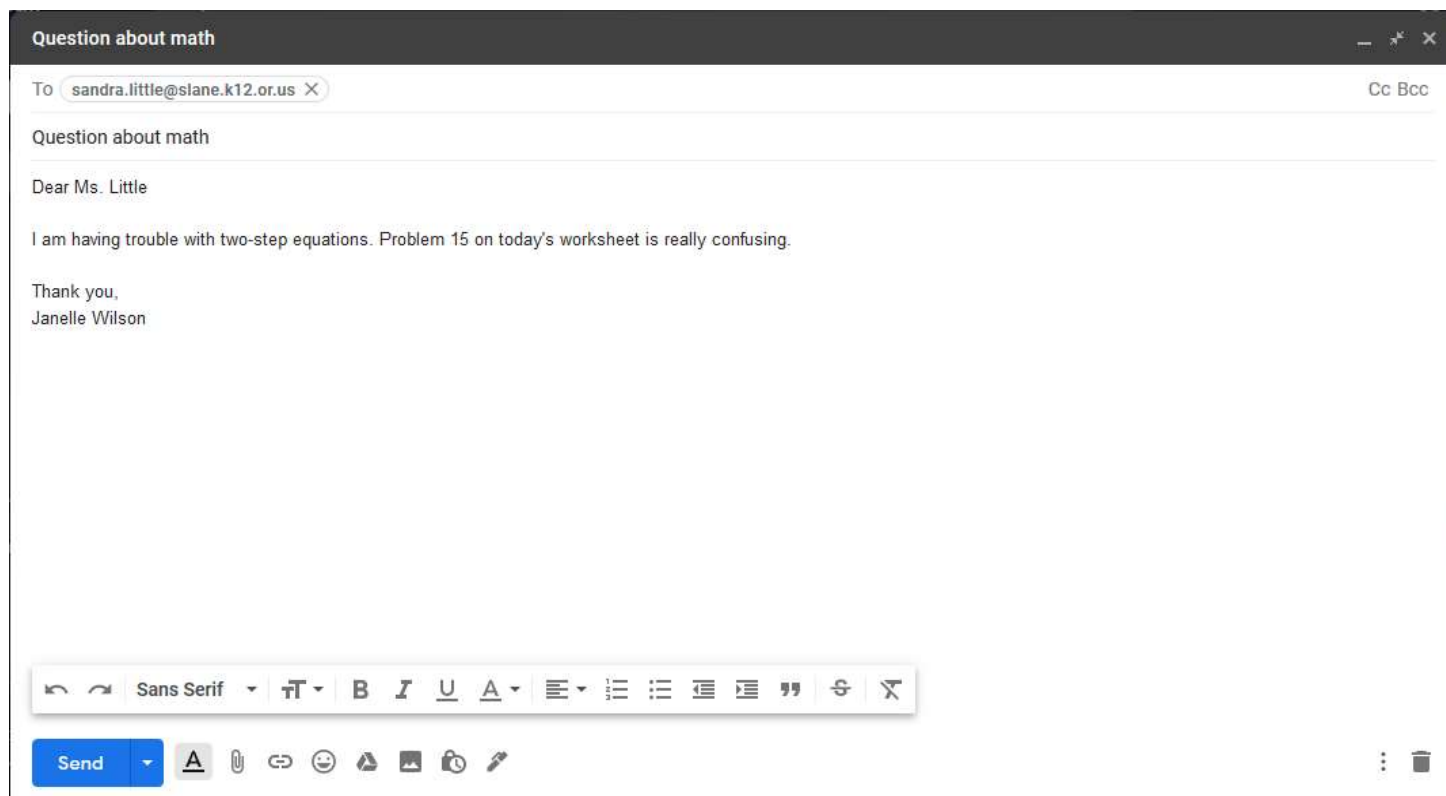 Question about math
To sandra.little@slane.k12.or.us Cc Bcc
Question about math
Dear Ms. Little
I am having trouble with two-step equations. Problem 15 on today's worksheet is really confusing.
Thank you,
Janelle Wilson
Sans Serif
Send